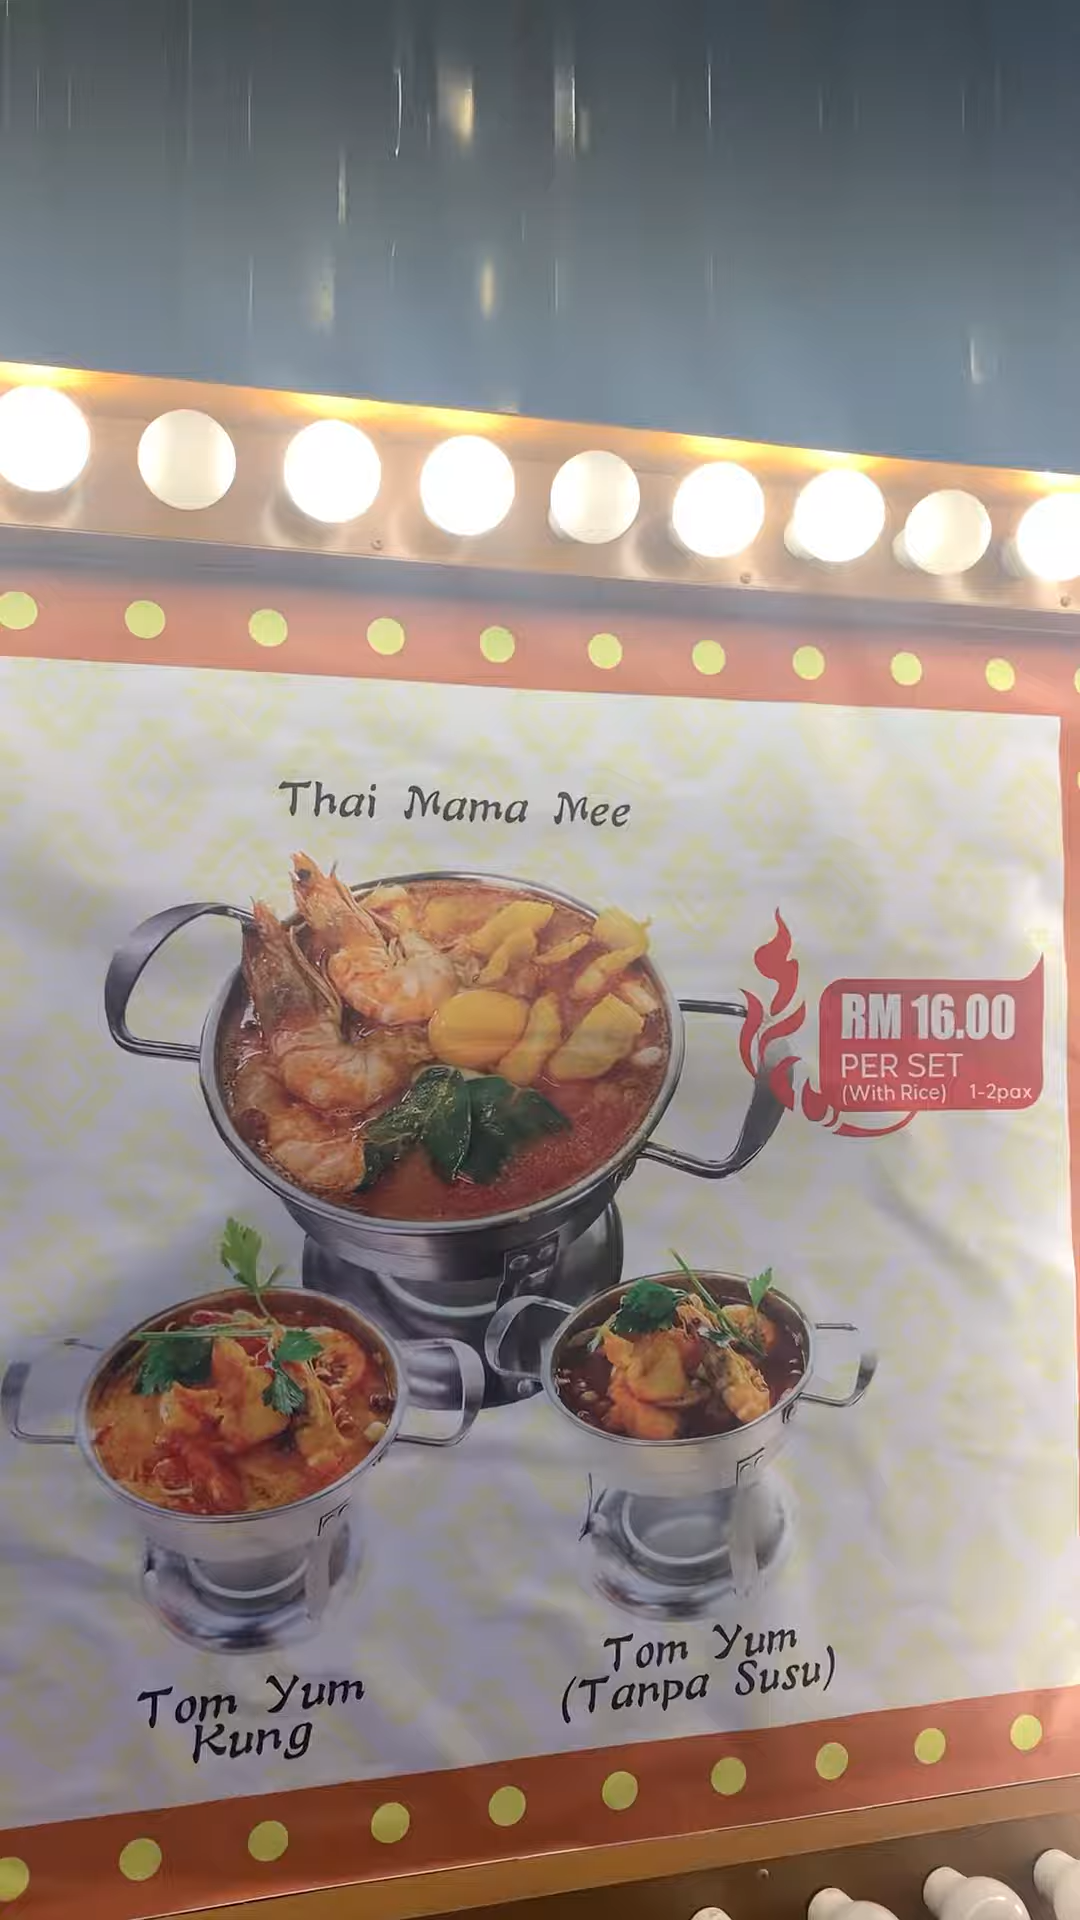 Thai Mama Mee
RM 16.00
PER SET
(With Rice) 1-2pax
Tom Yum
Kung
Tom Yum
(Tanpa Susu)